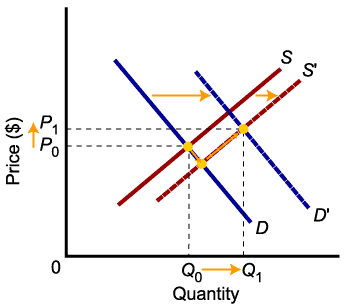 Price ($)
P1
P0
S
S'
D
D'
0
Q0
Q1
Quantity